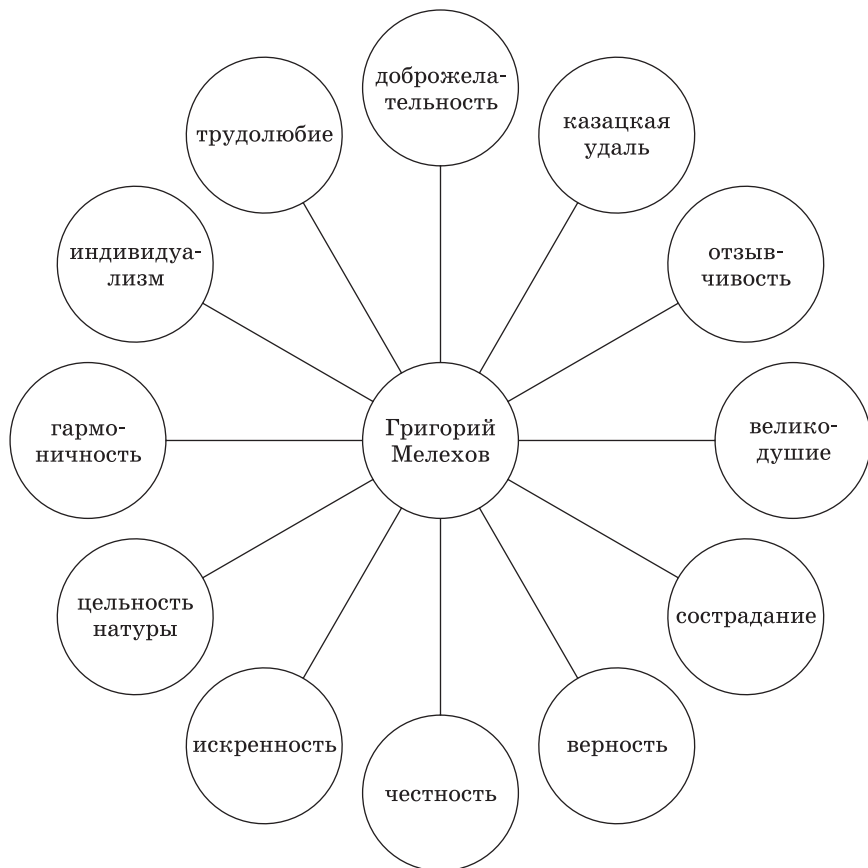 доброжела-
тельность
трудолюбие
казацкая
удаль
индивидуа-
лизм
отзыв-
чивость
гармо-
ничность
Григорий
Мелехов
велико-
душие
цельность
натуры
сострадание
искренность
верность
честность